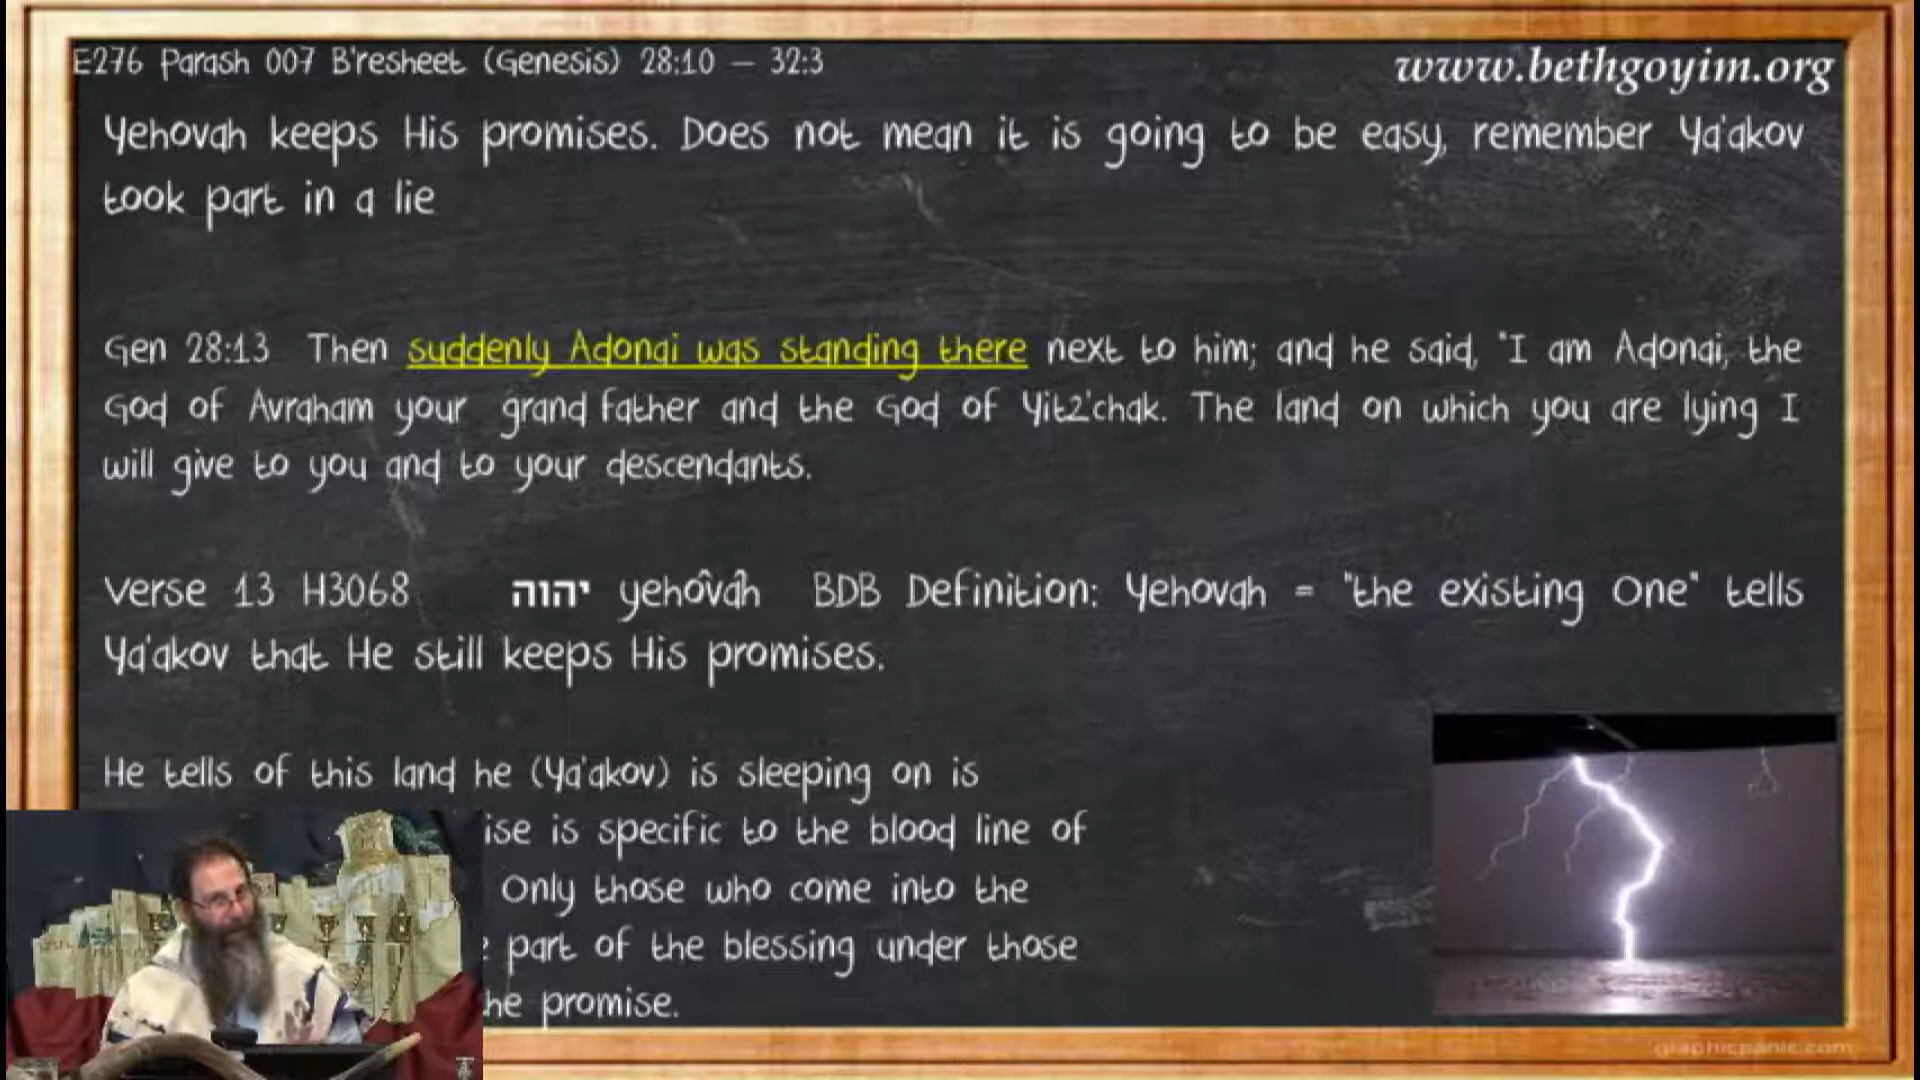 E276 Parash 007 B'resheet (Genesis) 28:10 – 32:3
www.bethgoyim.org
Yehovah keeps His promises. Does not mean it is going to be easy, remember Ya'akov
took part in a lie
Gen 28:13 Then suddenly Adonai was standing there next to him; and he said, "I am Adonai, the
God of Avraham your grand father and the God of Yitz'chak. The land on which you are lying I
will give to you and to your descendants.
Verse 13 H3068 יהוה yehôvâh BDB Definition: Yehovah = "the existing One" tells
Ya'akov that He still keeps His promises.
He tells of this land he (Ya'akov) is sleeping on is
ise is specific to the blood line of
Only those who come into the
part of the blessing under those
he promise.
graphicpanic.com